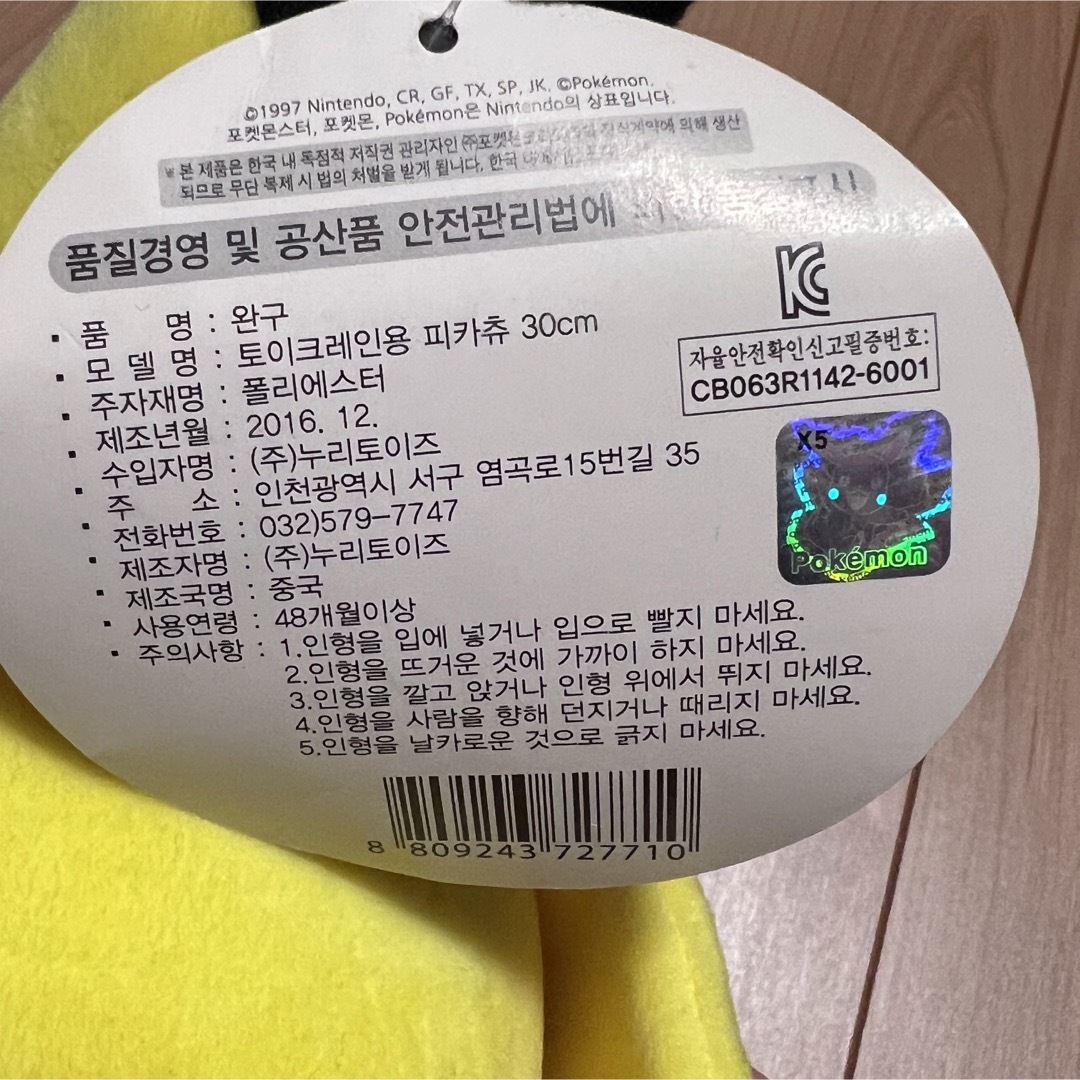 ©1997 Nintendo, CR, GF, TX, SP, JK. ©Pokémon.
포켓몬스터, 포켓몬, Pokémon은 Nintendo의 상표입니다.
* 본 제품은 한국 내 독점적 저작권 관리자인 ㈜포켓몬 의해 생산
되므로 무단 복제 시 법의 처벌을 받게 됩니다. 한국
품질경영 및 공산품 안전관리법에
· 품 명 : 완구
· 모 델 명 : 토이크레인용 피카츄 30cm
· 주자재명 : 폴리에스터
· 제조년월 : 2016. 12.
· 수입자명 : (주)누리토이즈
· 주 소 : 인천광역시 서구 염곡로15번길 35
· 전화번호 : 032)579-7747
· 제조자명 : (주)누리토이즈
· 제조국명 : 중국
· 사용연령 : 48개월이상
· 주의사항 : 1.인형을 입에 넣거나 입으로 빨지 마세요.
2.인형을 뜨거운 것에 가까이 하지 마세요.
3.인형을 깔고 앉거나 인형 위에서 뛰지 마세요.
4.인형을 사람을 향해 던지거나 때리지 마세요.
5.인형을 날카로운 것으로 긁지 마세요.
KC
자율안전확인신고필증번호:
CB063R1142-6001
X5
Pokémon
8 809243 727710